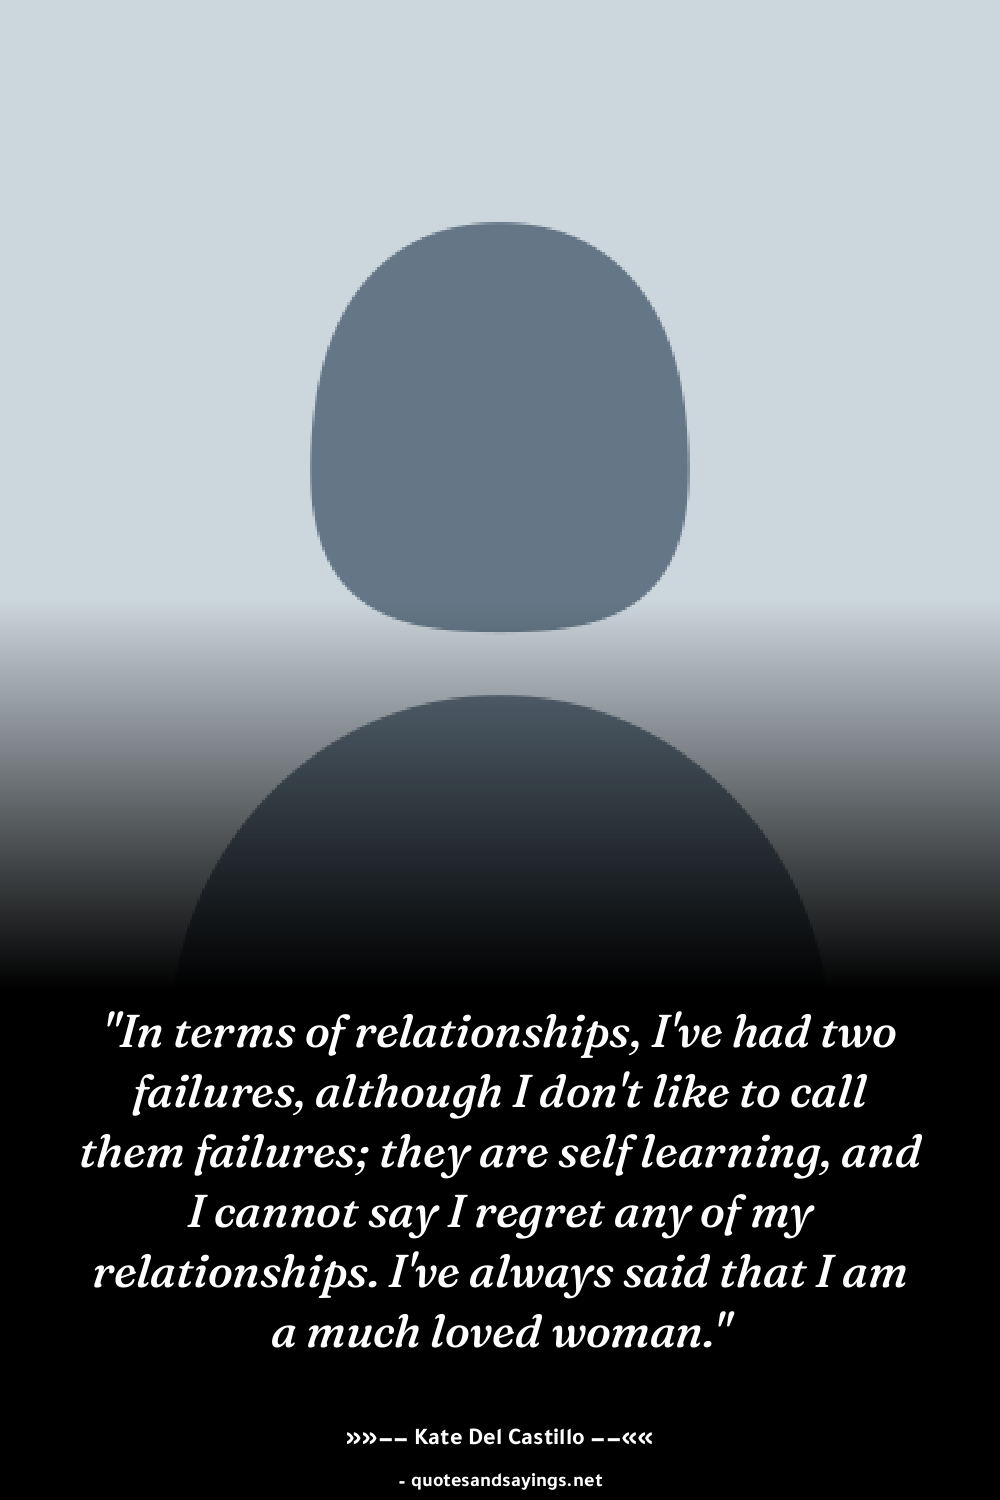 "In terms of relationships, I've had two
failures, although I don't like to call
them failures; they are self learning, and
I cannot say I regret any of my
relationships. I've always said that I am
a much loved woman."
»»−− Kate Del Castillo −−««
- quotesandsayings.net